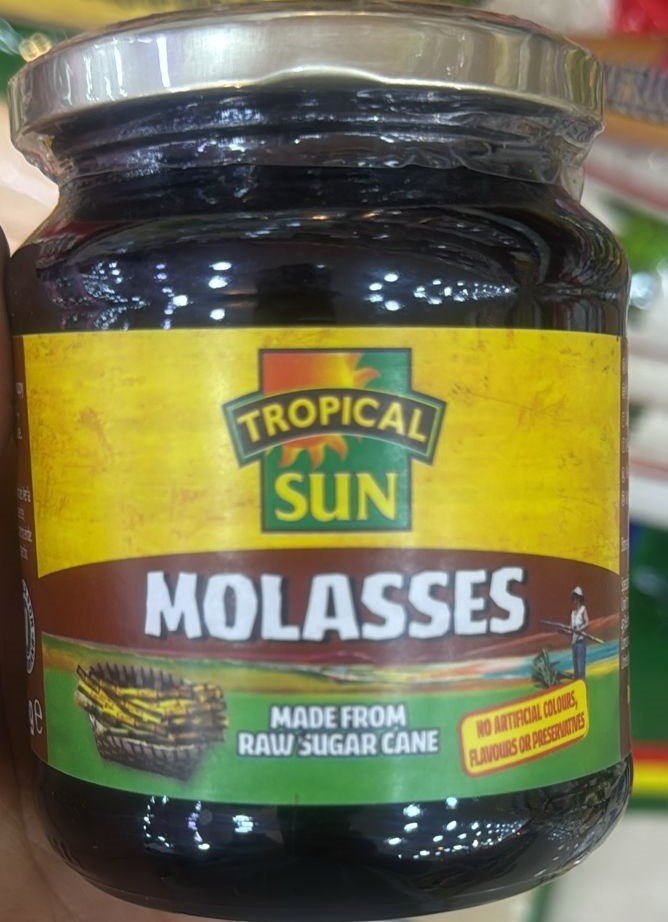 TROPICAL
SUN
MOLASSES
MADE FROM
RAW SUGAR CANE
NO ARTIFICIAL COLOURS,
FLAVOURS OR PRESERVATIVES
e